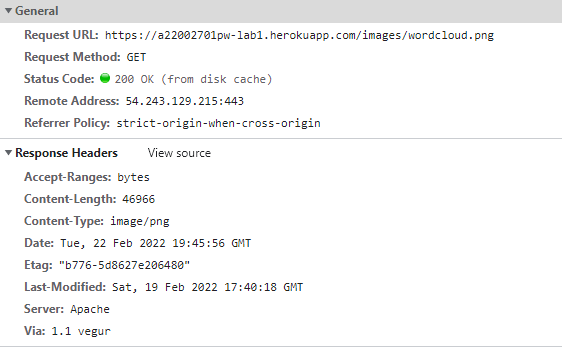 General
Request URL: https://a22002701pw-lab1.herokuapp.com/images/wordcloud.png
Request Method: GET
Status Code: 200 OK (from disk cache)
Remote Address: 54.243.129.215:443
Referrer Policy: strict-origin-when-cross-origin
Response Headers View source
Accept-Ranges: bytes
Content-Length: 46966
Content-Type: image/png
Date: Tue, 22 Feb 2022 19:45:56 GMT
Etag: "b776-5d8627e206480"
Last-Modified: Sat, 19 Feb 2022 17:40:18 GMT
Server: Apache
Via: 1.1 vegur